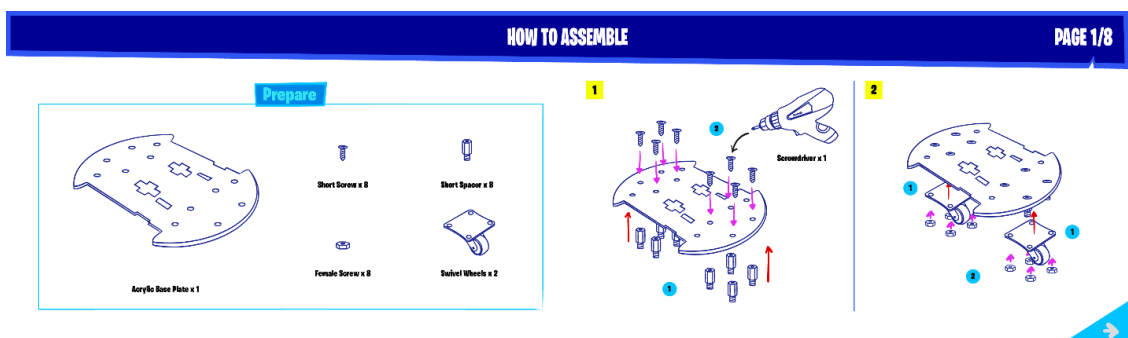 HOW TO ASSEMBLE
PAGE 1/8
Prepare
Short Screw x 8
Short Spacer x 8
Female Screw x 8
Swivel Wheels x 2
Acrylic Base Plate x 1
1
2
Screwdriver x 1
1
2
1
1
2